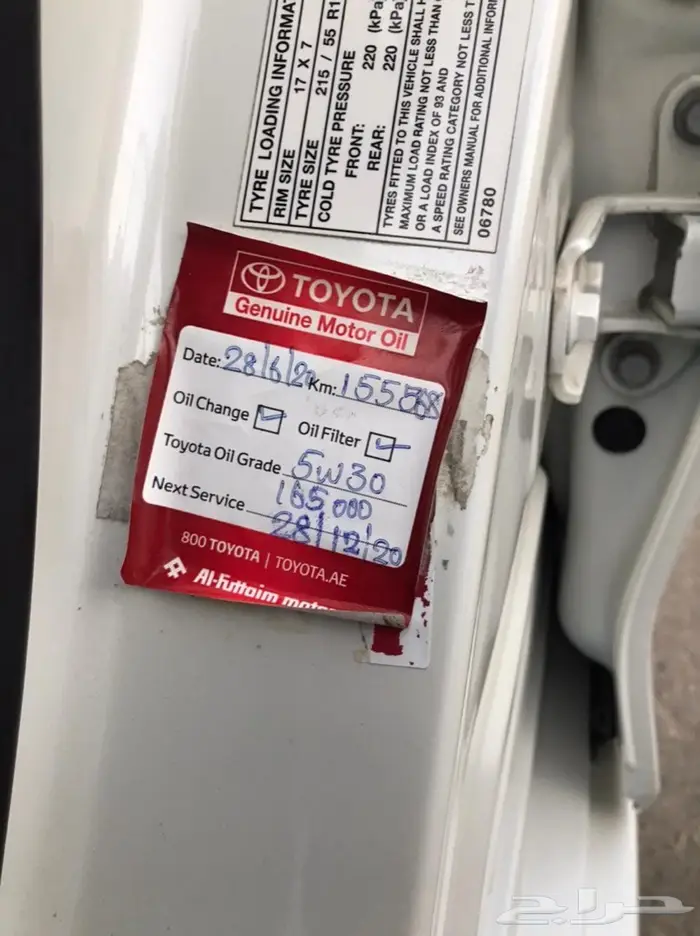 TYRE LOADING INFORMA
RIM SIZE 17 X 7
TYRE SIZE 215 / 55 R1
COLD TYRE PRESSURE
FRONT: 220 (kPa
REAR: 220 (kPa
TYRES FITTED TO THIS VEHICLE SHALL H
MAXIMUM LOAD RATING NOT LESS THAN
OR A LOAD INDEX OF 93 AND
A SPEED RATING CATEGORY NOT LESS T
SEE OWNERS MANUAL FOR ADDITIONAL INFOR
06780
TOYOTA
Genuine Motor Oil
Date: 28/6/20 Km:
Oil Change Oil Filter
Toyota Oil Grade 5W30
Next Service 165000
28/12/20
800 TOYOTA | TOYOTA.AE
Al-Futtaim motor
حراج